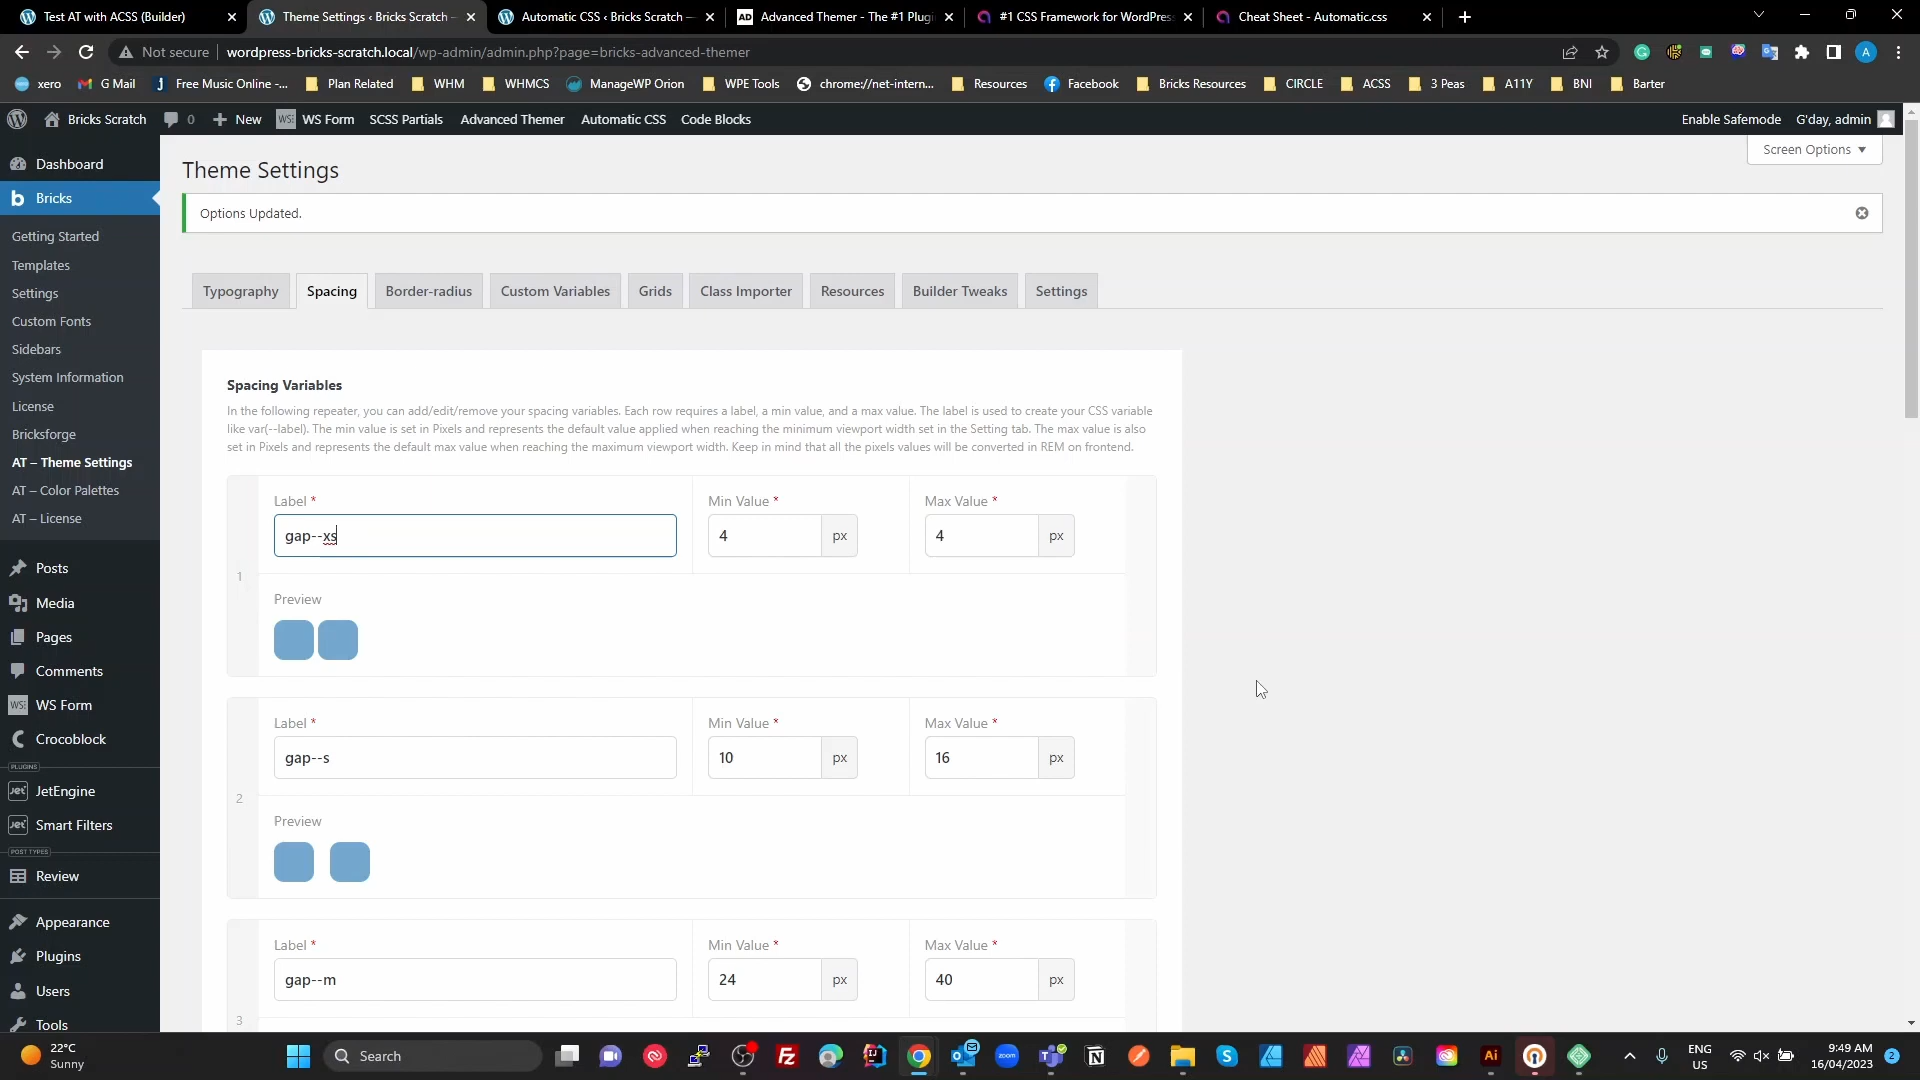 Test AT with ACSS (Builder)
Theme Settings ‹ Bricks Scratch —
Automatic CSS ‹ Bricks Scratch —
AD Advanced Themer - The #1 Plugi
#1 CSS Framework for WordPres
Cheat Sheet - Automatic.css
Not secure wordpress-bricks-scratch.local/wp-admin/admin.php?page=bricks-advanced-themer
A
xero
G Mail
Free Music Online -...
Plan Related
WHM
WHMCS
ManageWP Orion
WPE Tools
chrome://net-intern...
Resources
Facebook
Bricks Resources
CIRCLE
ACSS
3 Peas
A11Y
BNI
Barter
Bricks Scratch
0
New
WS Form
SCSS Partials
Advanced Themer
Automatic CSS
Code Blocks
Enable Safemode
G'day, admin
Screen Options
Dashboard
Bricks
Getting Started
Templates
Settings
Custom Fonts
Sidebars
System Information
License
Bricksforge
AT – Theme Settings
AT – Color Palettes
AT – License
Posts
Media
Pages
Comments
WS Form
Crocoblock
PLUGINS
JetEngine
Smart Filters
POST TYPES
Review
Appearance
Plugins
Users
Tools
Theme Settings
Options Updated.
Typography
Spacing
Border-radius
Custom Variables
Grids
Class Importer
Resources
Builder Tweaks
Settings
Spacing Variables
In the following repeater, you can add/edit/remove your spacing variables. Each row requires a label, a min value, and a max value. The label is used to create your CSS variable
like var(--label). The min value is set in Pixels and represents the default value applied when reaching the minimum viewport width set in the Setting tab. The max value is also
set in Pixels and represents the default max value when reaching the maximum viewport width. Keep in mind that all the pixels values will be converted in REM on frontend.
Label * Min Value * Max Value *
gap--xs 4 px 4 px
1
Preview
Label * Min Value * Max Value *
gap--s 10 px 16 px
2
Preview
Label * Min Value * Max Value *
gap--m 24 px 40 px
3
22°C
Sunny
Search
zoom
Ai
ENG
US
9:49 AM
16/04/2023
2